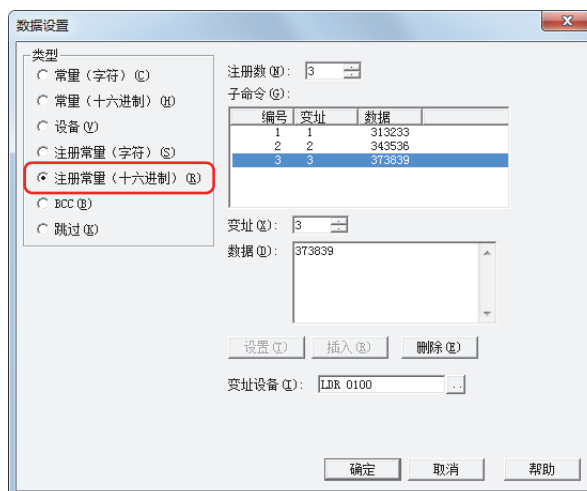 数据设置
类型
常量（字符）(C)
常量（十六进制）(H)
设备(V)
注册常量（字符）(S)
注册常量（十六进制）(R)
BCC(B)
跳过(K)
注册数(N)： 3
子命令(G)：
编号 变址 数据
1 1 313233
2 2 343536
3 3 373839
变址(X)： 3
数据(D)： 373839
设置(T) 插入(R) 删除(E)
变址设备(I)： LDR 0100 ..
确定 取消 帮助